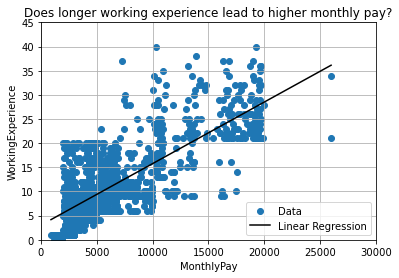 Does longer working experience lead to higher monthly pay?
45
40
35
30
25
20
15
10
5
0
WorkingExperience
0 5000 10000 15000 20000 25000 30000
MonthlyPay
Data
Linear Regression